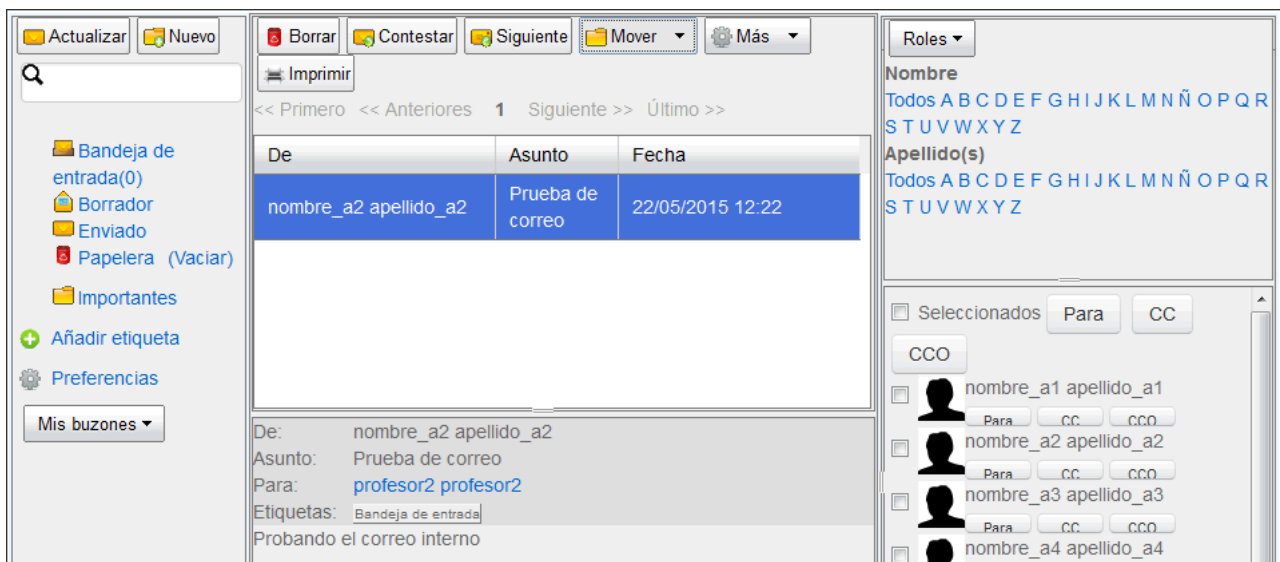 Actualizar Nuevo
Bandeja de
entrada(0)
Borrador
Enviado
Papelera (Vaciar)
Importantes
Añadir etiqueta
Preferencias
Mis buzones
Borrar Contestar Siguiente Mover Más
Imprimir
<< Primero << Anteriores 1 Siguiente >> Último >>
De Asunto Fecha
nombre_a2 apellido_a2 Prueba de correo 22/05/2015 12:22
De: nombre_a2 apellido_a2
Asunto: Prueba de correo
Para: profesor2 profesor2
Etiquetas: Bandeja de entrada
Probando el correo interno
Roles
Nombre
Todos A B C D E F G H I J K L M N Ñ O P Q R
S T U V W X Y Z
Apellido(s)
Todos A B C D E F G H I J K L M N Ñ O P Q R
S T U V W X Y Z
Seleccionados Para CC
CCO
nombre_a1 apellido_a1
Para CC CCO
nombre_a2 apellido_a2
Para CC CCO
nombre_a3 apellido_a3
Para CC CCO
nombre_a4 apellido_a4